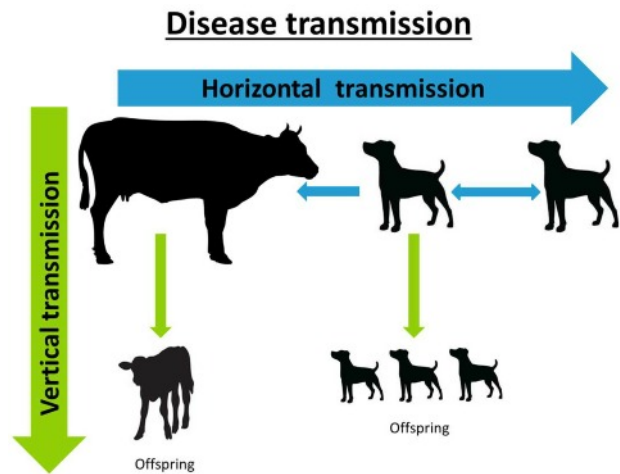 Disease transmission
Horizontal transmission
Vertical transmission
Offspring
Offspring